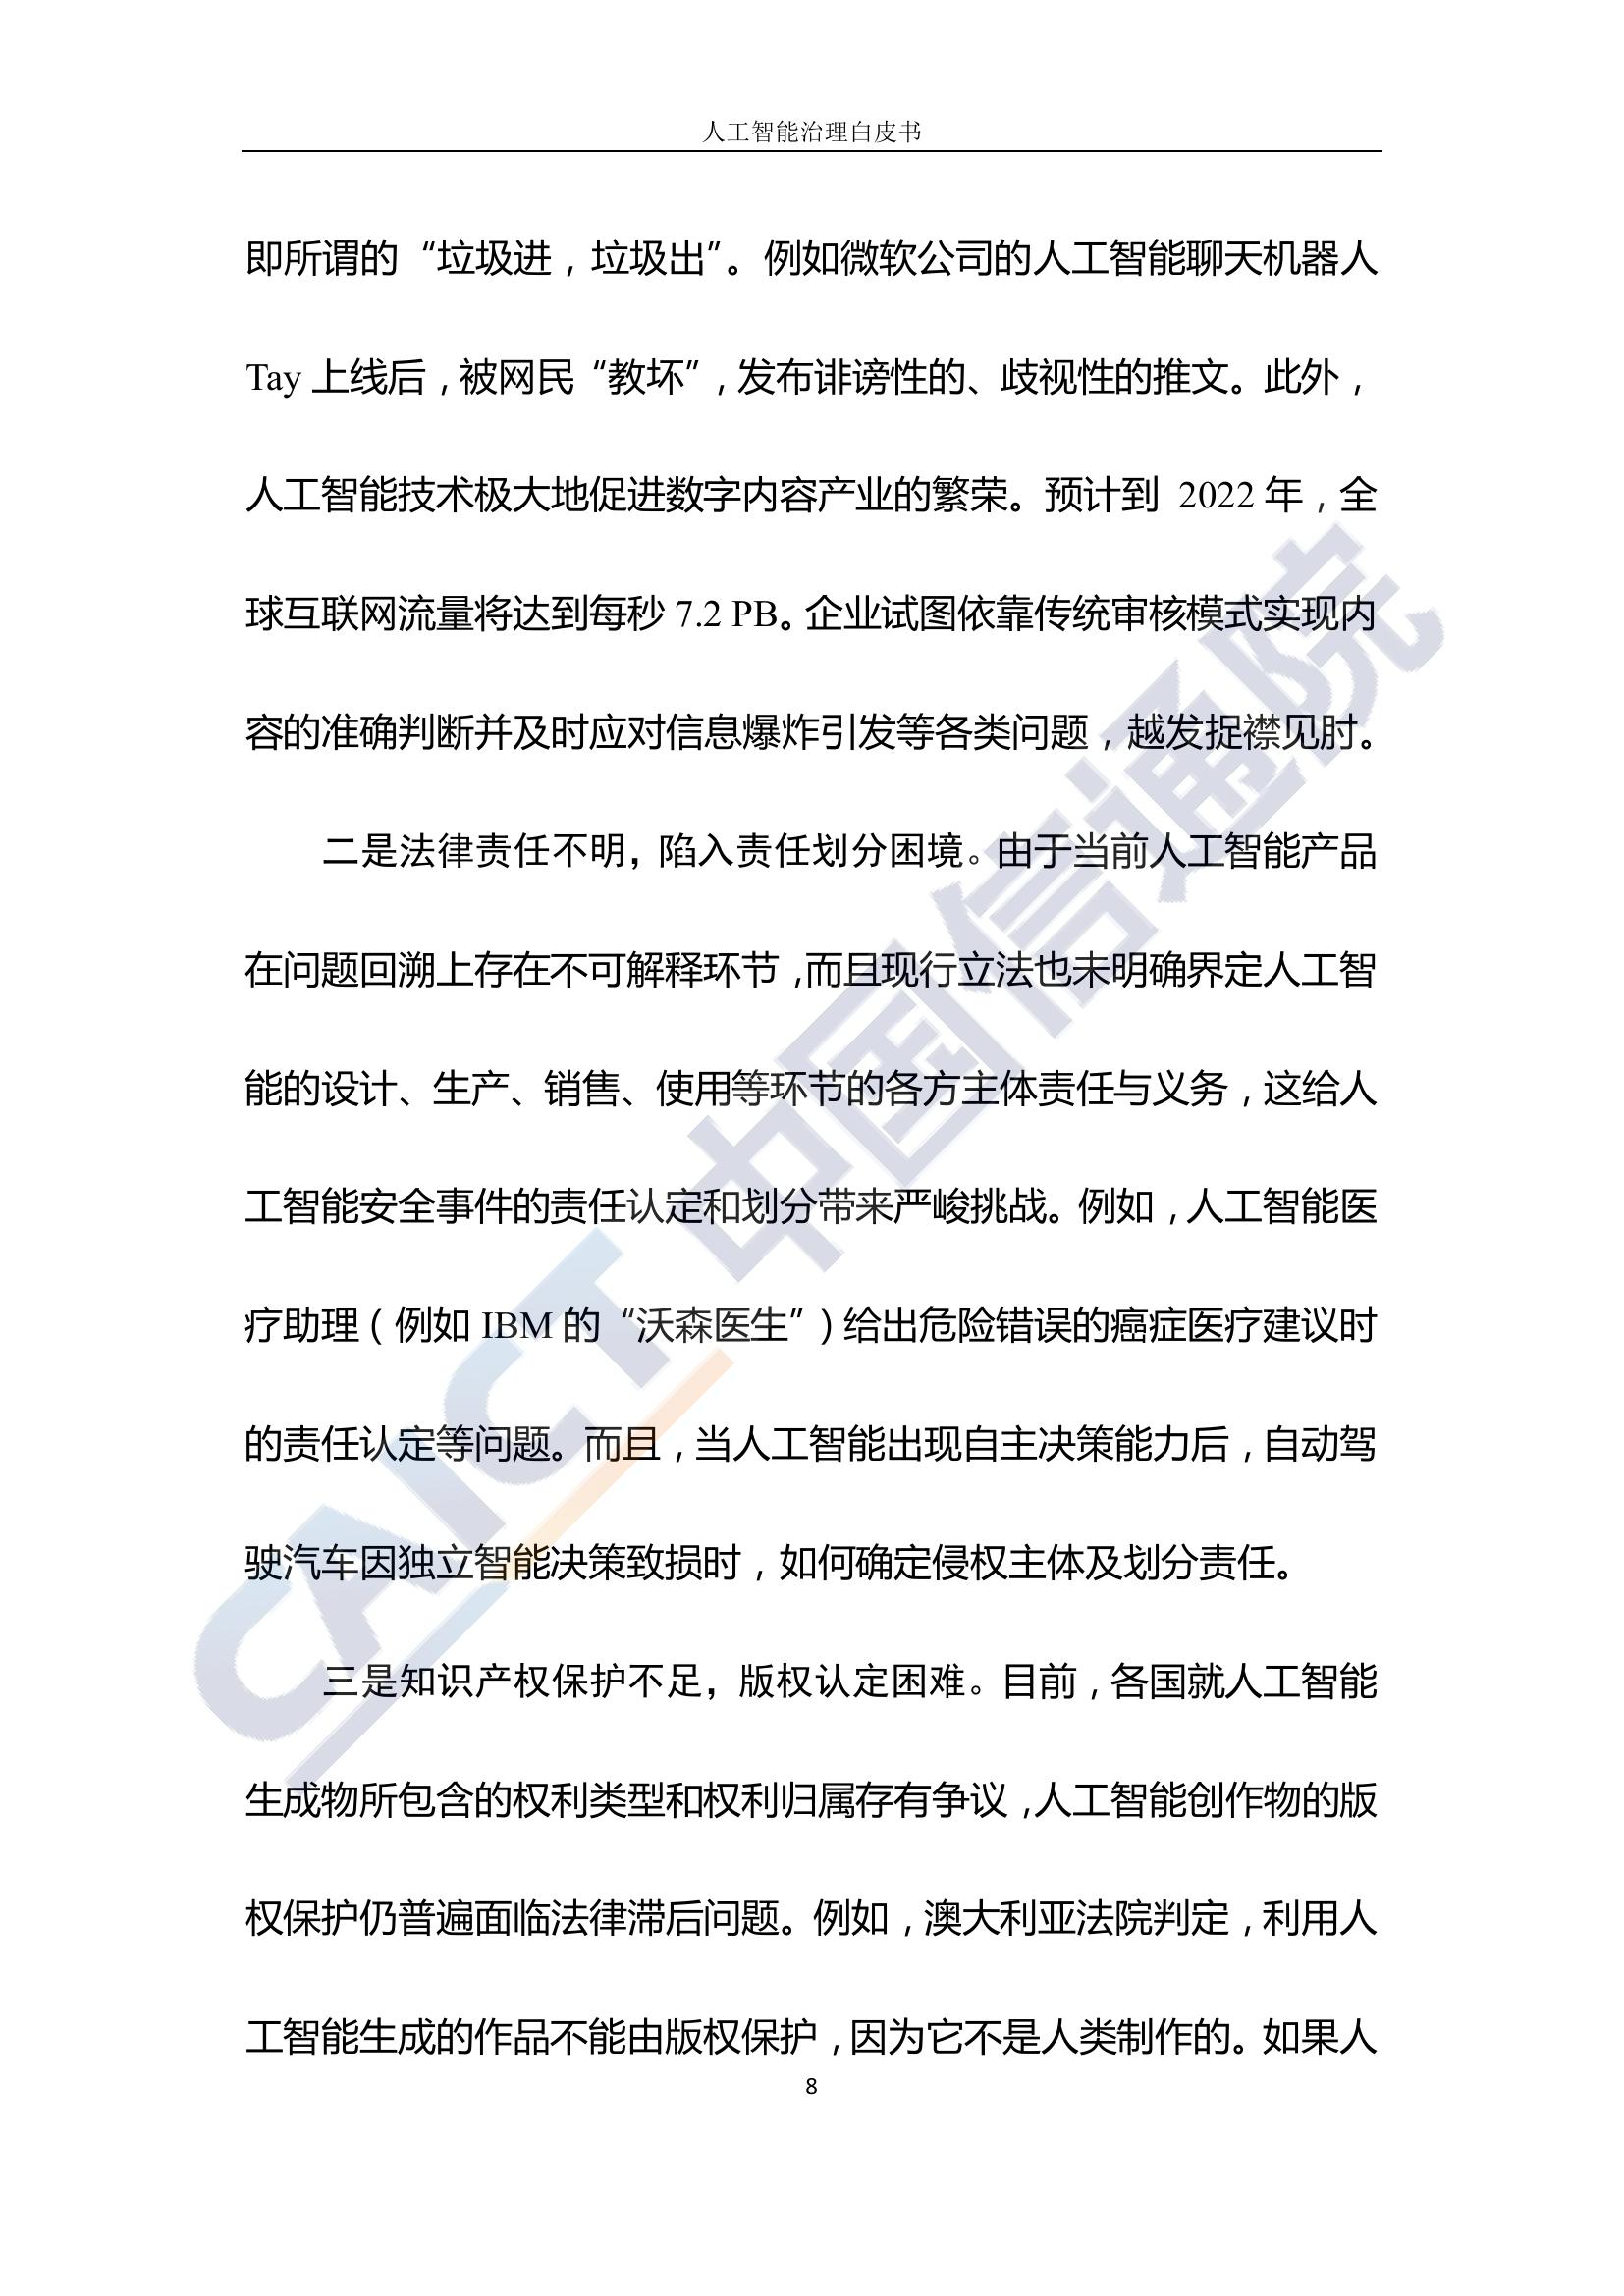 人工智能治理白皮书
即所谓的“垃圾进，垃圾出”。例如微软公司的人工智能聊天机器人
Tay 上线后，被网民“教坏”，发布诽谤性的、歧视性的推文。此外，
人工智能技术极大地促进数字内容产业的繁荣。预计到 2022 年，全
球互联网流量将达到每秒 7.2 PB。企业试图依靠传统审核模式实现内
容的准确判断并及时应对信息爆炸引发等各类问题，越发捉襟见肘。
二是法律责任不明，陷入责任划分困境。由于当前人工智能产品
在问题回溯上存在不可解释环节，而且现行立法也未明确界定人工智
能的设计、生产、销售、使用等环节的各方主体责任与义务，这给人
工智能安全事件的责任认定和划分带来严峻挑战。例如，人工智能医
疗助理（例如 IBM 的“沃森医生”）给出危险错误的癌症医疗建议时
的责任认定等问题。而且，当人工智能出现自主决策能力后，自动驾
驶汽车因独立智能决策致损时，如何确定侵权主体及划分责任。
三是知识产权保护不足，版权认定困难。目前，各国就人工智能
生成物所包含的权利类型和权利归属存有争议，人工智能创作物的版
权保护仍普遍面临法律滞后问题。例如，澳大利亚法院判定，利用人
工智能生成的作品不能由版权保护，因为它不是人类制作的。如果人
8
CAICT 中国信通院